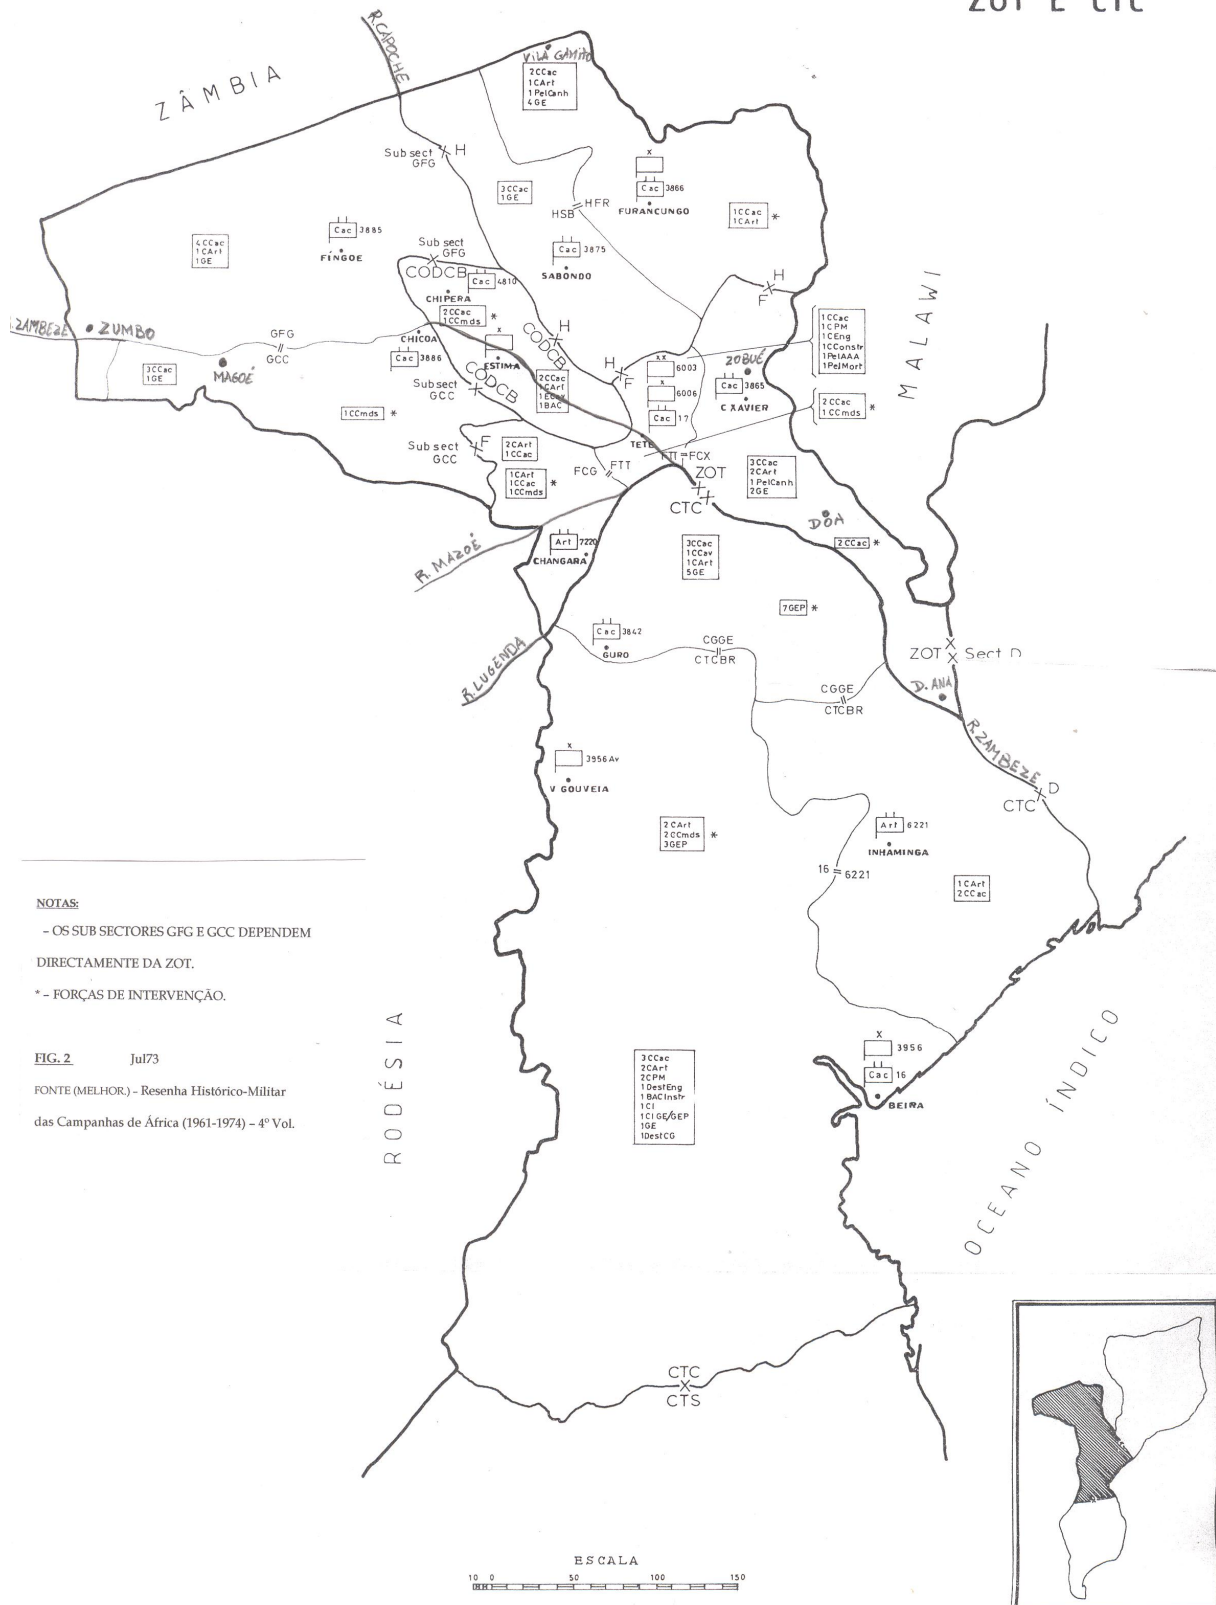 ZOT E CTC
R.CAPOCHE
ZÂMBIA
VILA GAMITO
2CCac
1CArt
1PelCanh
4GE
Sub sect
GFG
H
x
Cac 3866
FURANCUNGO
3CCac
1GE
HFR
HSB
1CCac
1CArt
*
Cac 3885
FÍNGOE
4CCac
1CArt
1GE
Sub sect
GFG
CODCB
Cac 4810
CHIPERA
Cac 3875
SABONDO
H
F
MALAWI
2CCac
1CCmds
*
R.ZAMBEZE
ZUMBO
GFG
GCC
CHICOA
Cac 3886
x
ESTIMA
CODCB
H
CODCB
Sub sect
GCC
MAGOÉ
3CCac
1GE
1CCmds *
2CCac
1CArt
1BAC
H
F
xx
6003
x
6006
Cac 17
TETE
ZOBUÉ
Cac 3865
C XAVIER
1CCac
1CPM
1CEng
1CConstr
1PelAAA
1PelMort
2CCac
1CCmds
*
Sub sect
GCC
F
2CArt
1CCac
1CArt
1CCac
1CCmds
*
FCG
FTT
FTT
FCX
ZOT
CTC
3CCac
2CArt
1PelCanh
2GE
DÔA
2CCac *
R. MAZOÉ
Art 7220
CHANGARA
3CCac
1CCav
1CArt
5GE
7GEP *
R.LUGENDA
Cac 3842
GURO
CGGE
CTCBR
ZOT
Sect D
D. ANA
CGGE
CTCBR
R.ZAMBEZE
D
CTC
x
3956 Av
V GOUVEIA
2CArt
2CCmds
3GEP
*
Art 6221
INHAMINGA
16
6221
1CArt
2CCac
NOTAS:
– OS SUB SECTORES GFG E GCC DEPENDEM
DIRECTAMENTE DA ZOT.
* – FORÇAS DE INTERVENÇÃO.
FIG. 2 Jul73
FONTE (MELHOR.) – Resenha Histórico-Militar
das Campanhas de África (1961-1974) – 4º Vol.
RODÉSIA
3CCac
2CArt
2CPM
1DestEng
1BACInstr
1CI
1CIGE/GEP
1GE
1DestCG
X
3956
Cac 16
BEIRA
OCEANO ÍNDICO
CTC
CTS
ESCALA
10 0 50 100 150